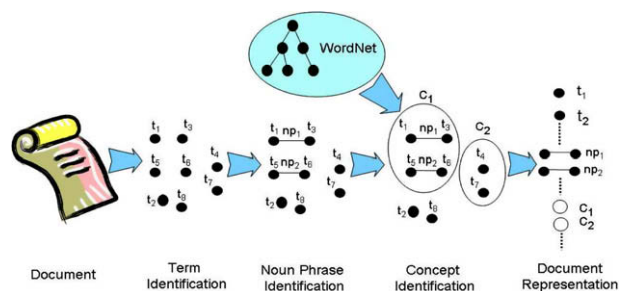 WordNet
C1
C2
t1
t3
t5
t6
t4
t7
t2
t8
t1 np1 t3
t5 np2 t6
t4
t7
t2
t8
t1 np1 t3
t5 np2 t6
t4
t7
t2
t8
t1
t2
np1
np2
C1
C2
Document
Term
Identification
Noun Phrase
Identification
Concept
Identification
Document
Representation